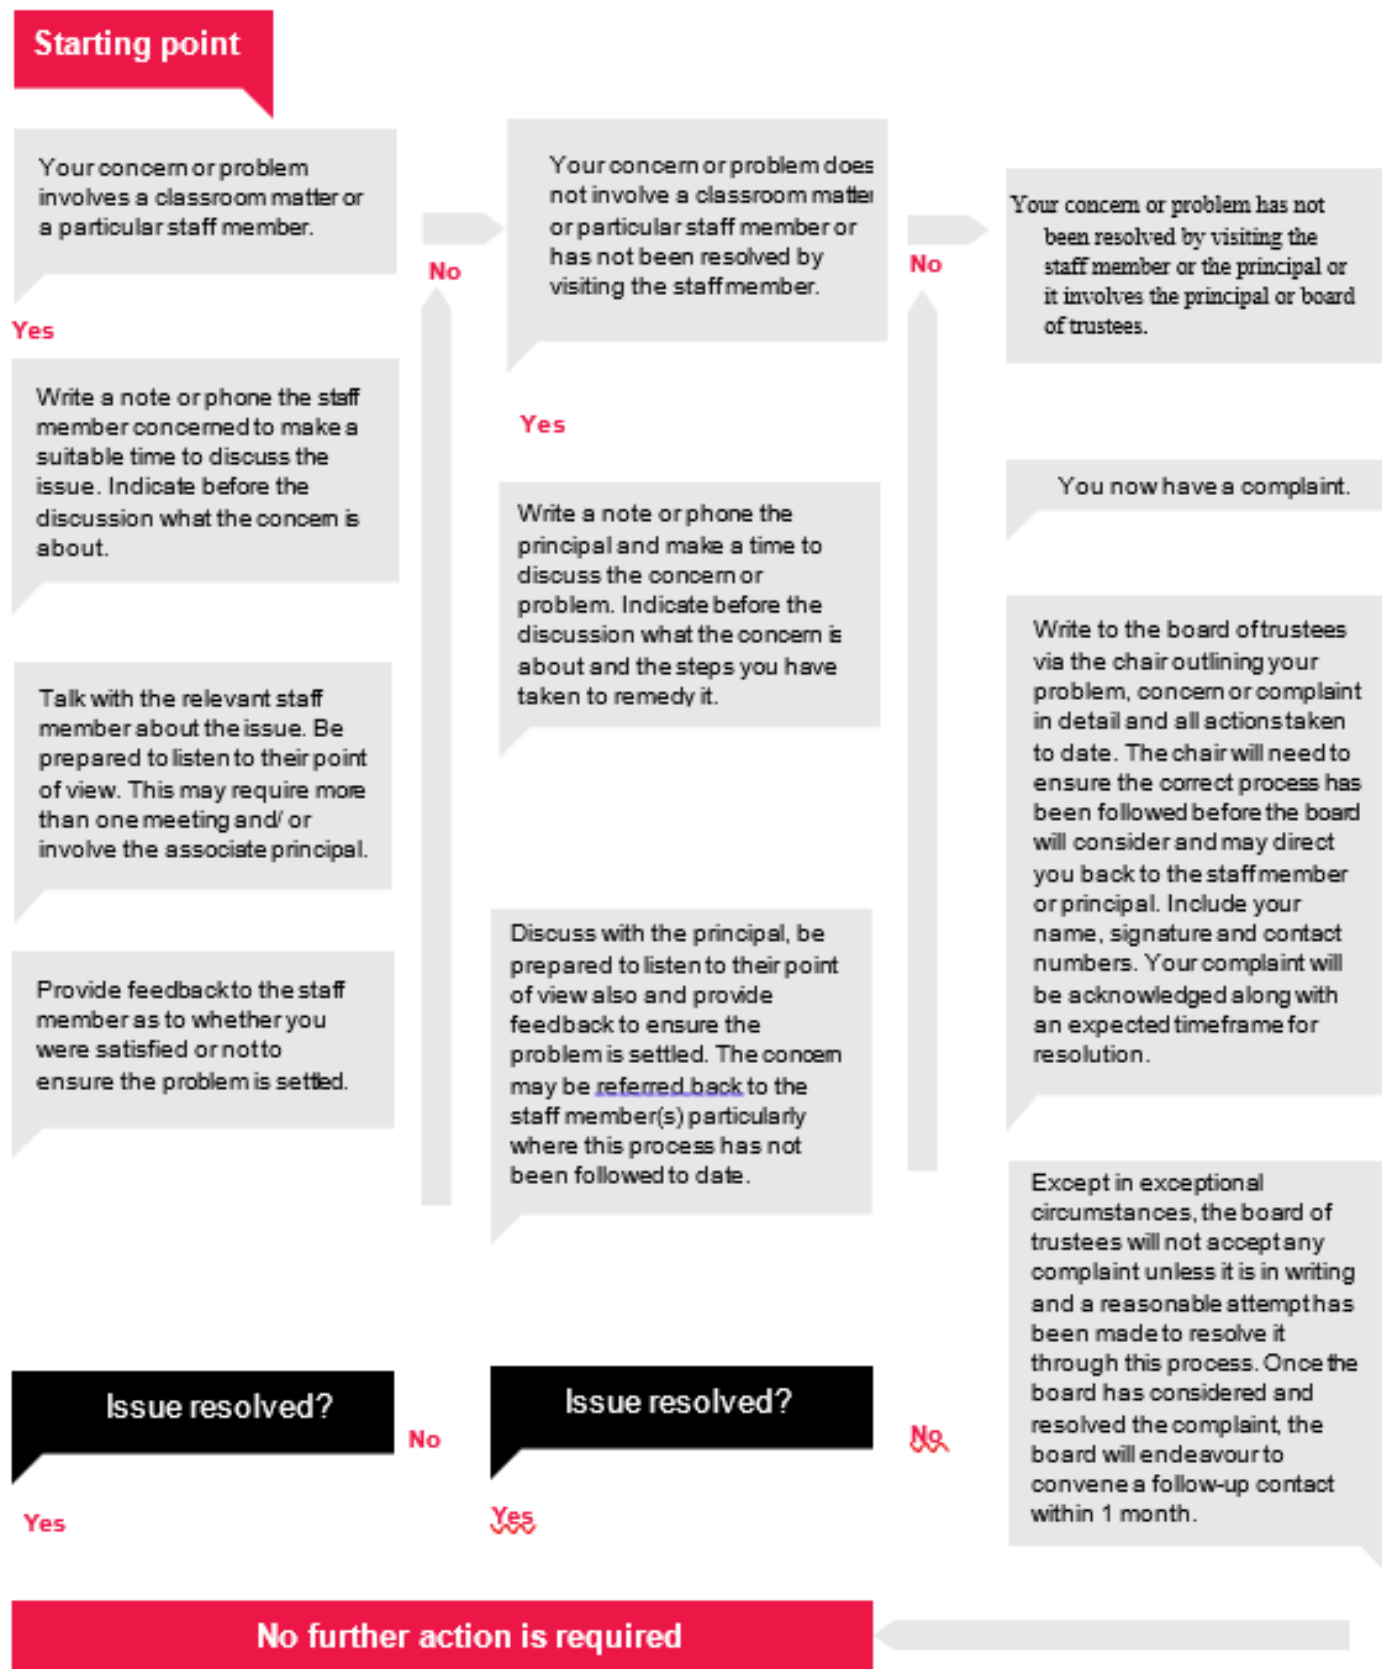 Starting point
Your concern or problem
involves a classroom matter or
a particular staff member.
Yes
No
Write a note or phone the staff
member concerned to make a
suitable time to discuss the
issue. Indicate before the
discussion what the concern is
about.
Talk with the relevant staff
member about the issue. Be
prepared to listen to their point
of view. This may require more
than one meeting and/ or
involve the associate principal.
Provide feedback to the staff
member as to whether you
were satisfied or not to
ensure the problem is settled.
Issue resolved?
No
Yes
Your concern or problem does
not involve a classroom matter
or particular staff member or
has not been resolved by
visiting the staff member.
No
Yes
Write a note or phone the
principal and make a time to
discuss the concern or
problem. Indicate before the
discussion what the concern is
about and the steps you have
taken to remedy it.
Discuss with the principal, be
prepared to listen to their point
of view also and provide
feedback to ensure the
problem is settled. The concern
may be referred back to the
staff member(s) particularly
where this process has not
been followed to date.
Issue resolved?
No
Yes
Your concern or problem has not
been resolved by visiting the
staff member or the principal or
it involves the principal or board
of trustees.
You now have a complaint.
Write to the board of trustees
via the chair outlining your
problem, concern or complaint
in detail and all actions taken
to date. The chair will need to
ensure the correct process has
been followed before the board
will consider and may direct
you back to the staff member
or principal. Include your
name, signature and contact
numbers. Your complaint will
be acknowledged along with
an expected timeframe for
resolution.
Except in exceptional
circumstances, the board of
trustees will not accept any
complaint unless it is in writing
and a reasonable attempt has
been made to resolve it
through this process. Once the
board has considered and
resolved the complaint, the
board will endeavour to
convene a follow-up contact
within 1 month.
No further action is required